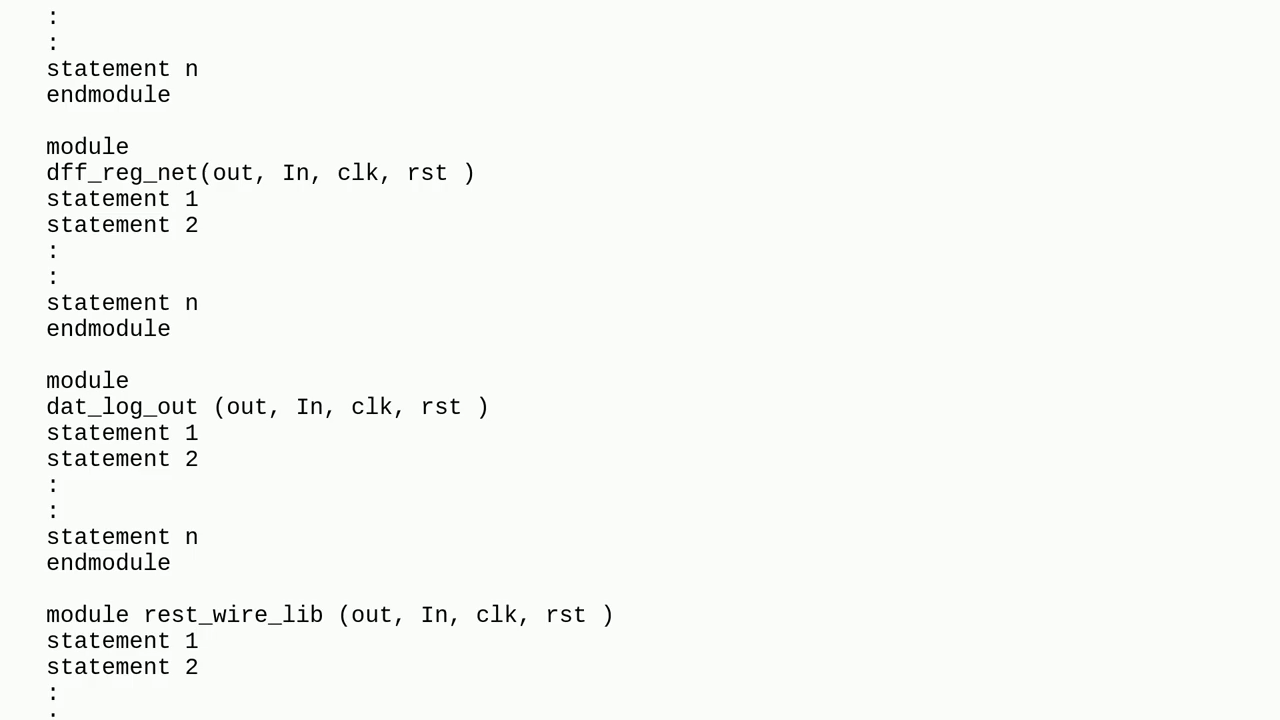 :
:
statement n
endmodule
module
dff_reg_net(out, In, clk, rst )
statement 1
statement 2
:
:
statement n
endmodule
module
dat_log_out (out, In, clk, rst )
statement 1
statement 2
:
:
statement n
endmodule
module rest_wire_lib (out, In, clk, rst )
statement 1
statement 2
:
: